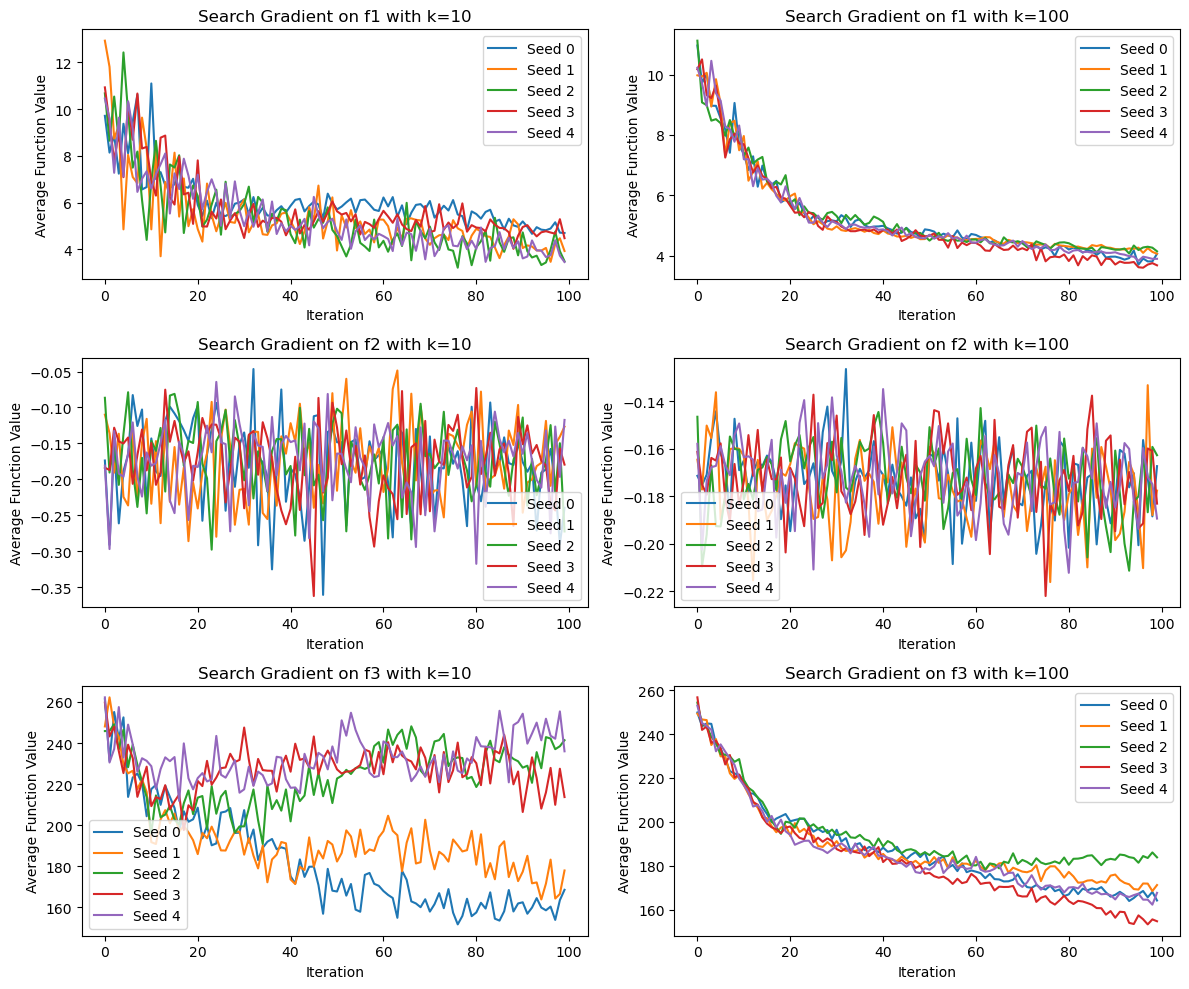 Search Gradient on f1 with k=10
Average Function Value
12
10
8
6
4
0
20
40
60
80
100
Iteration
Seed 0
Seed 1
Seed 2
Seed 3
Seed 4
Search Gradient on f1 with k=100
Average Function Value
10
8
6
4
0
20
40
60
80
100
Iteration
Seed 0
Seed 1
Seed 2
Seed 3
Seed 4
Search Gradient on f2 with k=10
Average Function Value
−0.05
−0.10
−0.15
−0.20
−0.25
−0.30
−0.35
0
20
40
60
80
100
Iteration
Seed 0
Seed 1
Seed 2
Seed 3
Seed 4
Search Gradient on f2 with k=100
Average Function Value
−0.14
−0.16
−0.18
−0.20
−0.22
0
20
40
60
80
100
Iteration
Seed 0
Seed 1
Seed 2
Seed 3
Seed 4
Search Gradient on f3 with k=10
Average Function Value
260
240
220
200
180
160
0
20
40
60
80
100
Iteration
Seed 0
Seed 1
Seed 2
Seed 3
Seed 4
Search Gradient on f3 with k=100
Average Function Value
260
240
220
200
180
160
0
20
40
60
80
100
Iteration
Seed 0
Seed 1
Seed 2
Seed 3
Seed 4